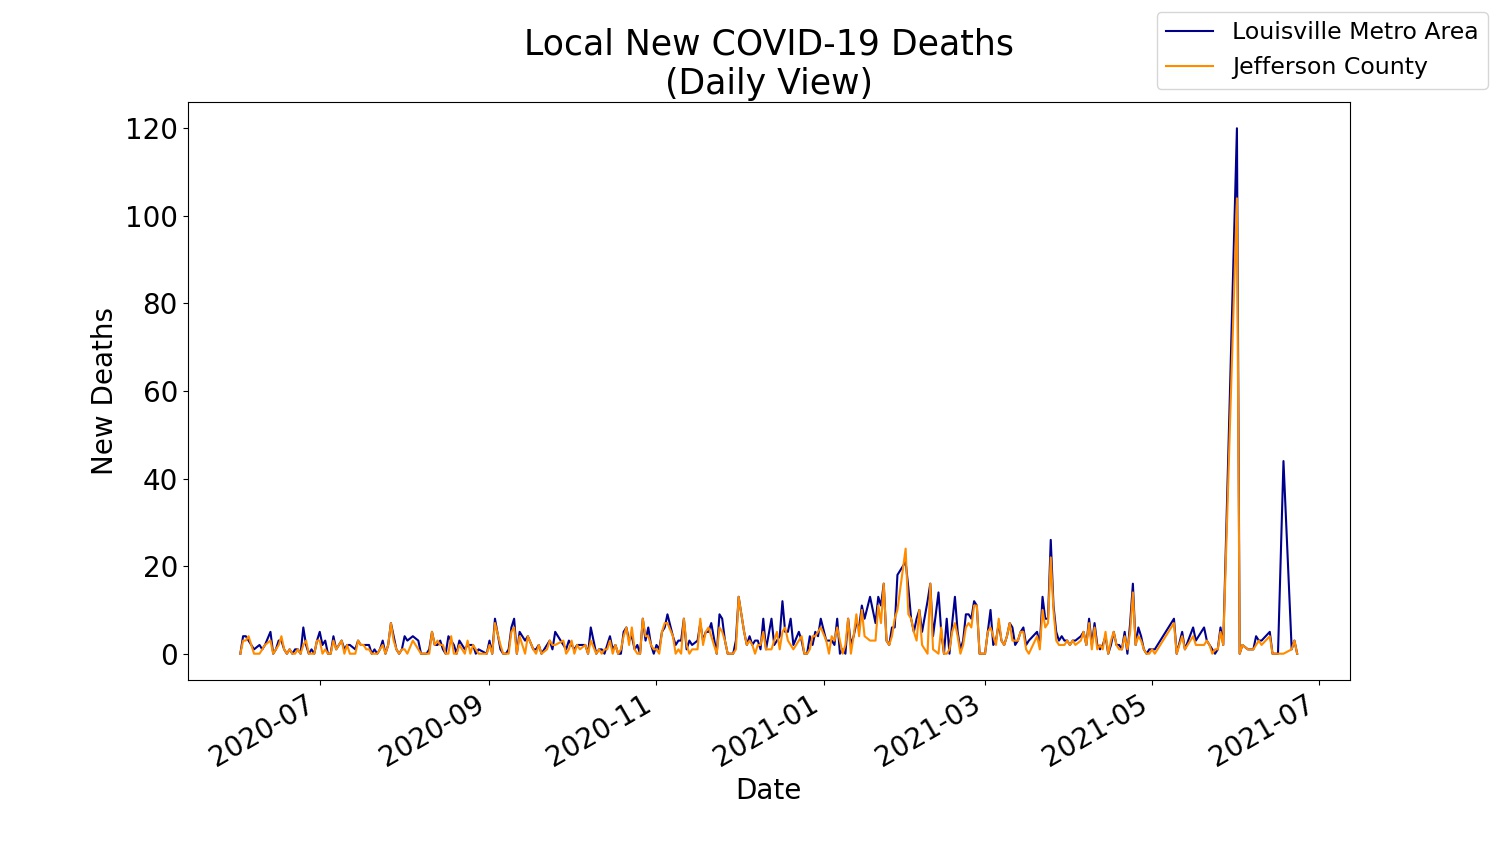 Local New COVID-19 Deaths
(Daily View)
Louisville Metro Area
Jefferson County
120
100
80
60
40
20
0
New Deaths
2020-07
2020-09
2020-11
2021-01
2021-03
2021-05
2021-07
Date